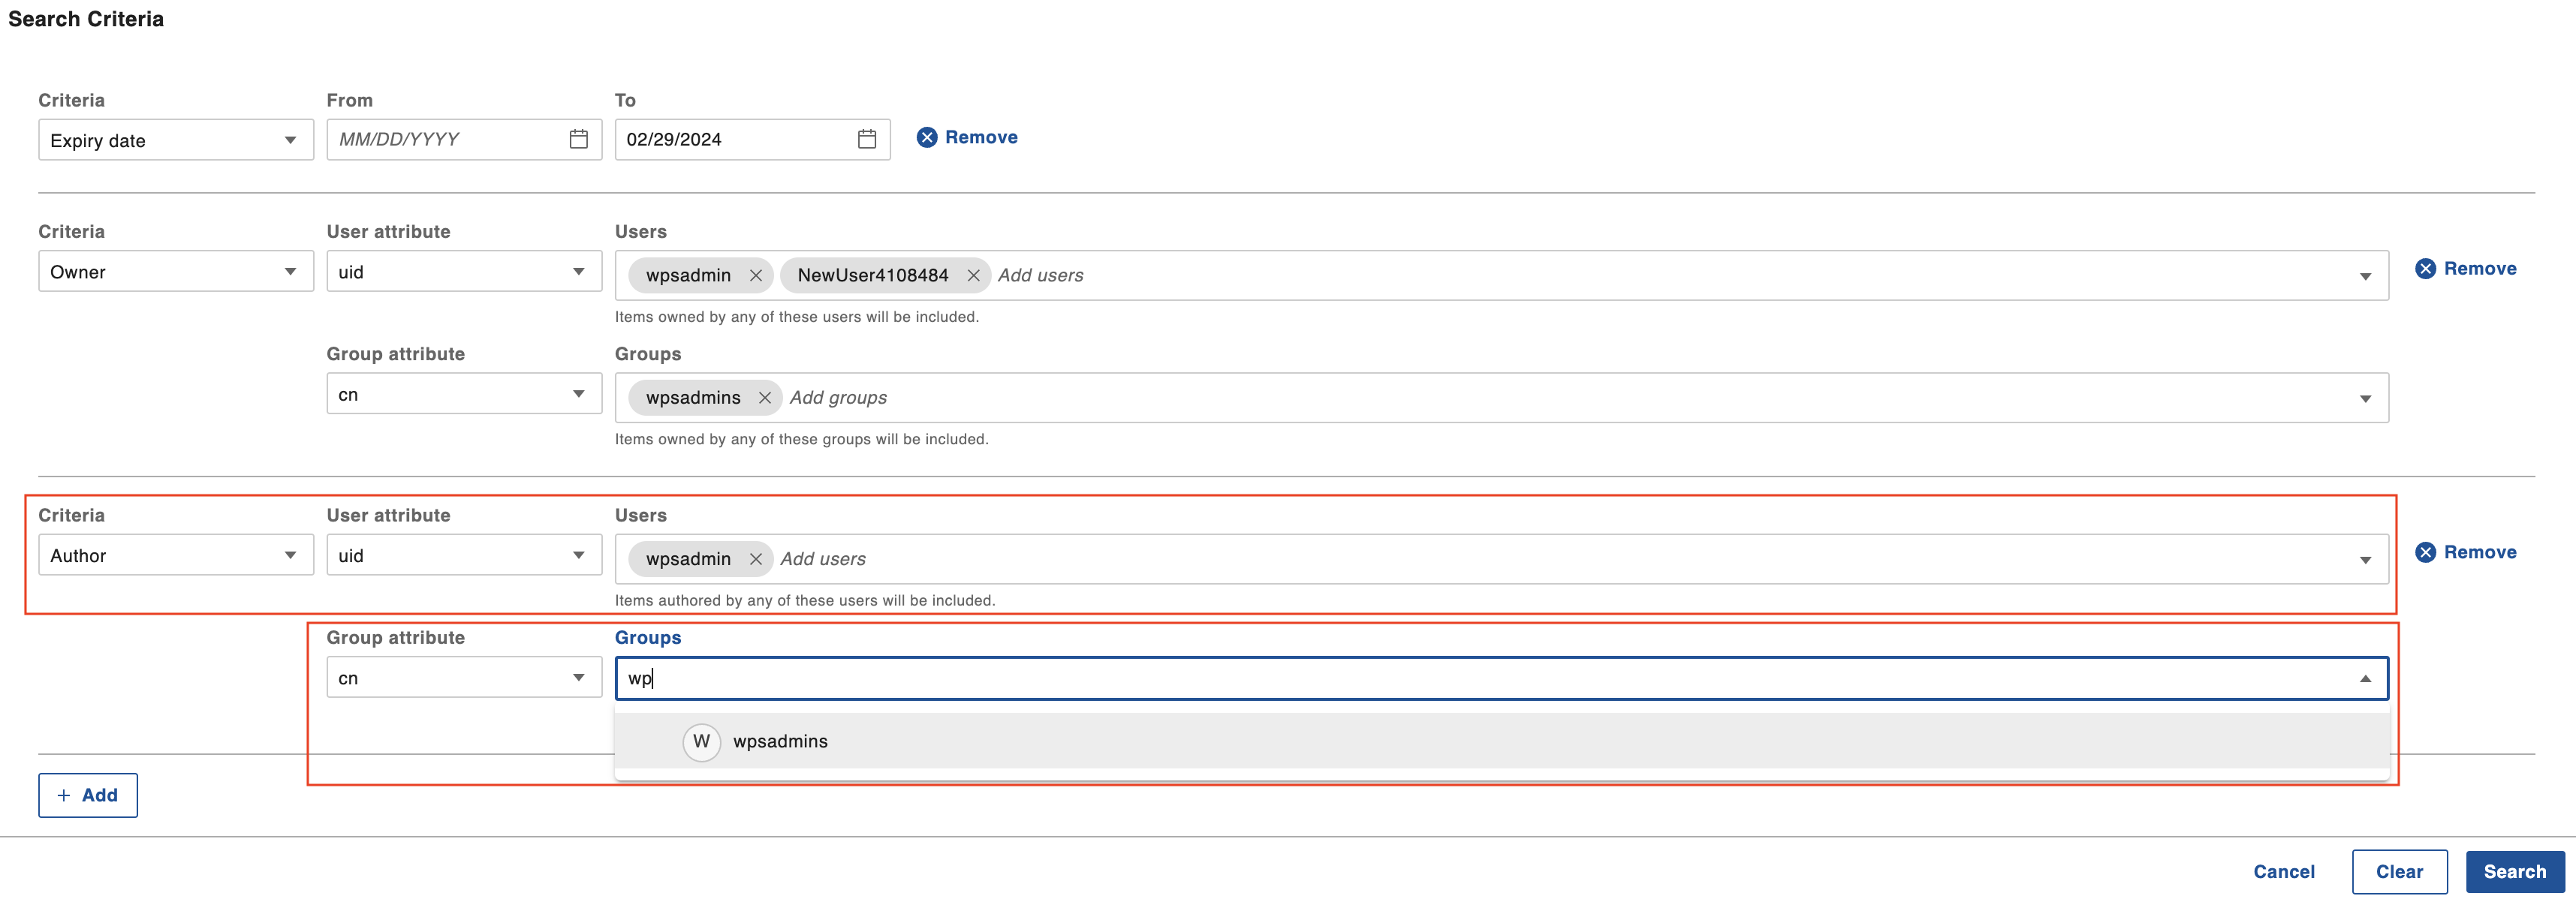 Search Criteria
Criteria From To
Expiry date MM/DD/YYYY 02/29/2024 Remove
Criteria User attribute Users
Owner uid wpsadmin NewUser4108484 Add users Remove
Items owned by any of these users will be included.
Group attribute Groups
cn wpsadmins Add groups
Items owned by any of these groups will be included.
Criteria User attribute Users
Author uid wpsadmin Add users Remove
Items authored by any of these users will be included.
Group attribute Groups
cn wp
W wpsadmins
+ Add
Cancel Clear Search